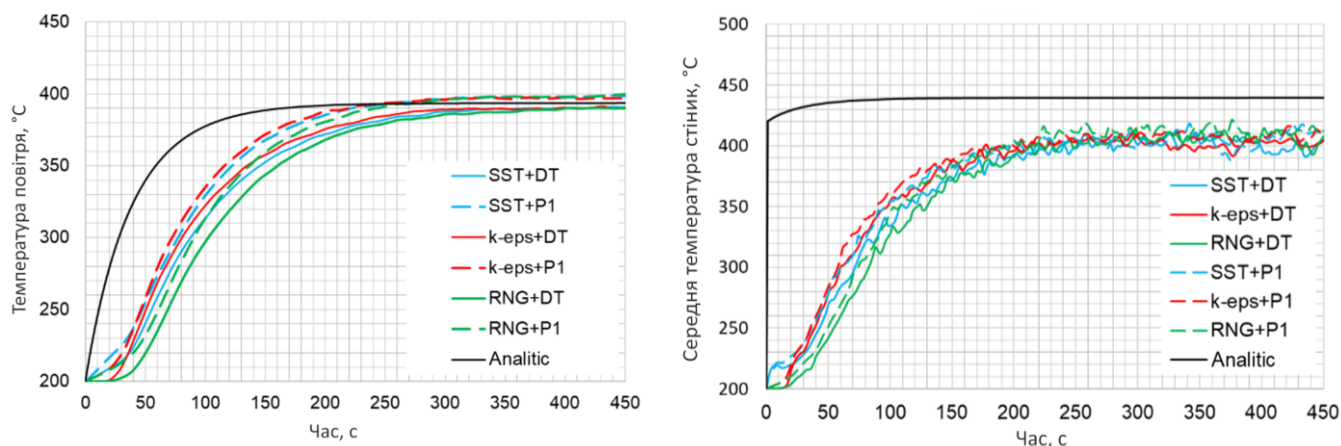 Температура повітря, °С
450
400
350
300
250
200
0
50
100
150
200
250
300
350
400
450
Час, с
SST+DT
SST+P1
k-eps+DT
k-eps+P1
RNG+DT
RNG+P1
Analitic
Середня температура стіник, °С
500
450
400
350
300
250
200
0
50
100
150
200
250
300
350
400
450
Час, с
SST+DT
k-eps+DT
RNG+DT
SST+P1
k-eps+P1
RNG+P1
Analitic